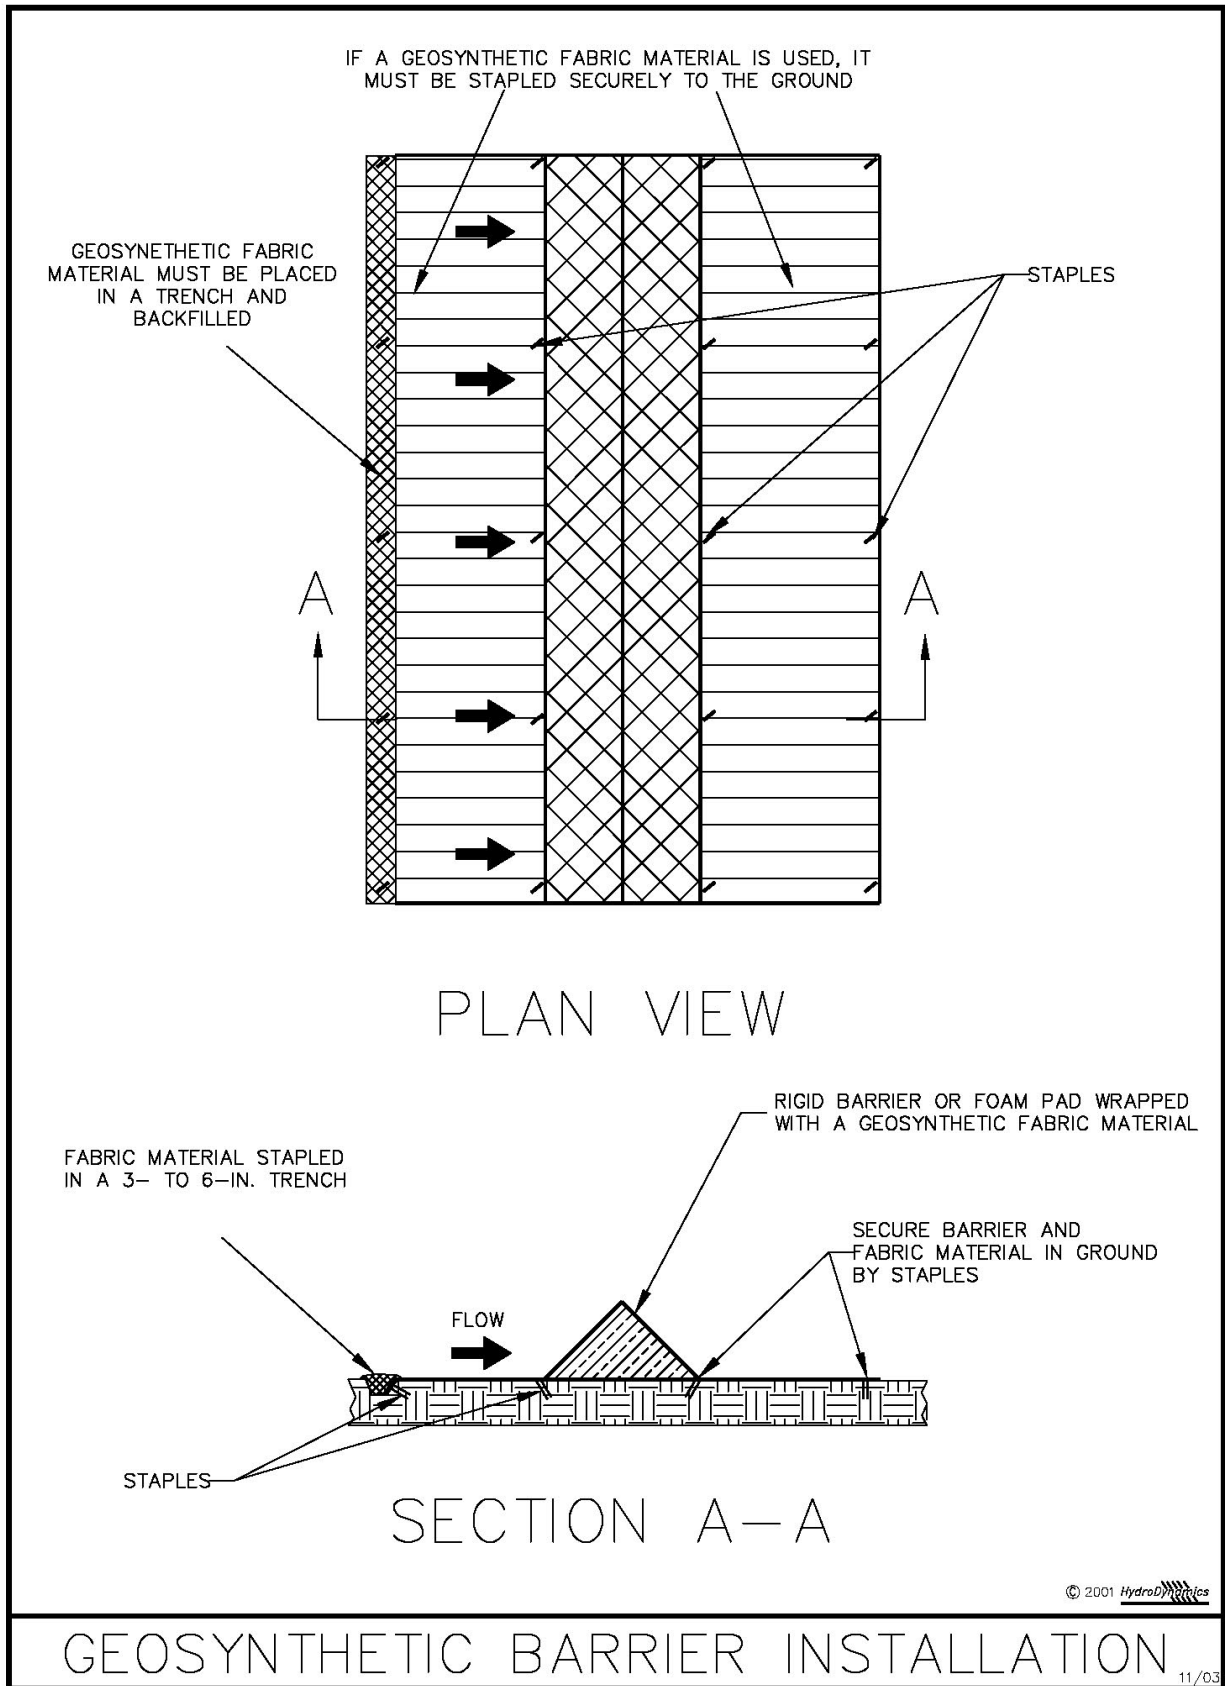 IF A GEOSYNTHETIC FABRIC MATERIAL IS USED, IT
MUST BE STAPLED SECURELY TO THE GROUND
GEOSYNETHETIC FABRIC
MATERIAL MUST BE PLACED
IN A TRENCH AND
BACKFILLED
STAPLES
A
A
PLAN VIEW
RIGID BARRIER OR FOAM PAD WRAPPED
WITH A GEOSYNTHETIC FABRIC MATERIAL
FABRIC MATERIAL STAPLED
IN A 3– TO 6–IN. TRENCH
SECURE BARRIER AND
FABRIC MATERIAL IN GROUND
BY STAPLES
FLOW
STAPLES
SECTION A–A
© 2001 HydroDynamics
GEOSYNTHETIC BARRIER INSTALLATION
11/03